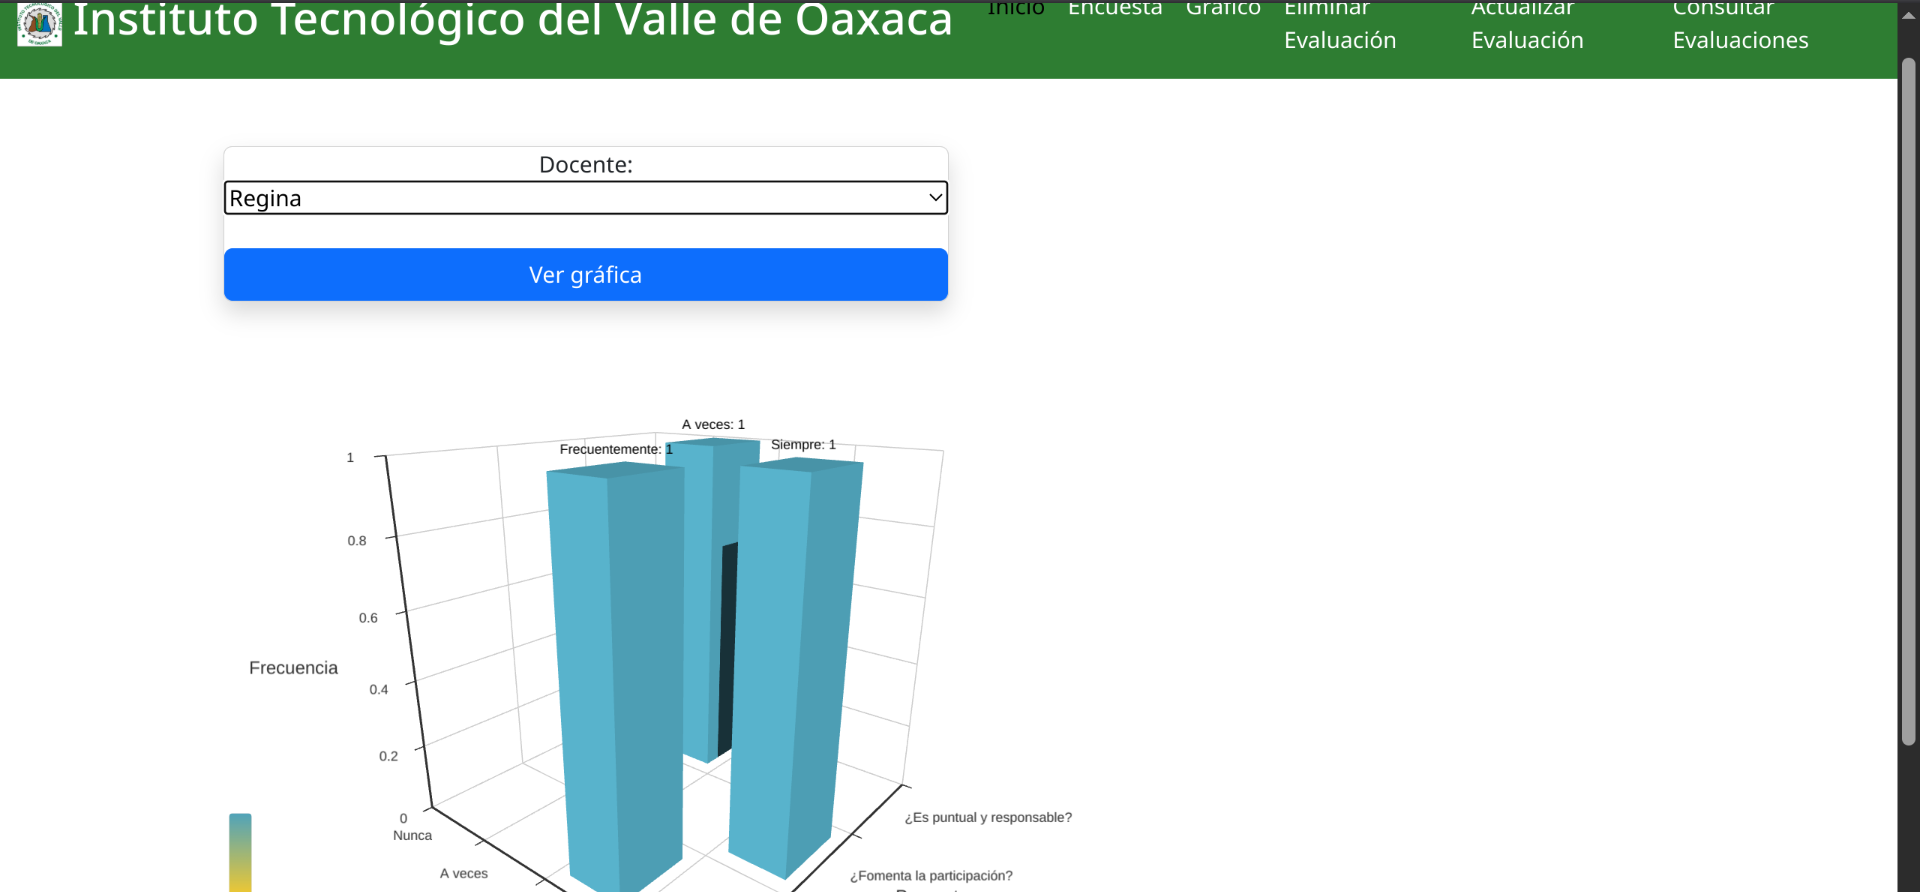 Instituto Tecnológico del Valle de Oaxaca
Inicio
Encuesta
Gráfico
Eliminar
Evaluación
Actualizar
Evaluación
Consultar
Evaluaciones
Docente:
Regina
Ver gráfica
A veces: 1
Frecuentemente: 1
Siempre: 1
1
0.8
0.6
Frecuencia
0.4
0.2
0
Nunca
A veces
¿Es puntual y responsable?
¿Fomenta la participación?